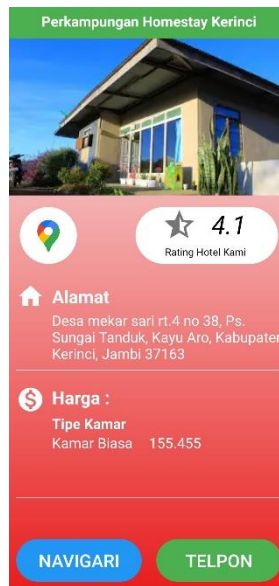 Perkampungan Homestay Kerinci
4.1
Rating Hotel Kami
Alamat
Desa mekar sari rt.4 no 38, Ps.
Sungai Tanduk, Kayu Aro, Kabupaten
Kerinci, Jambi 37163
Harga :
Tipe Kamar
Kamar Biasa 155.455
NAVIGARI
TELPON